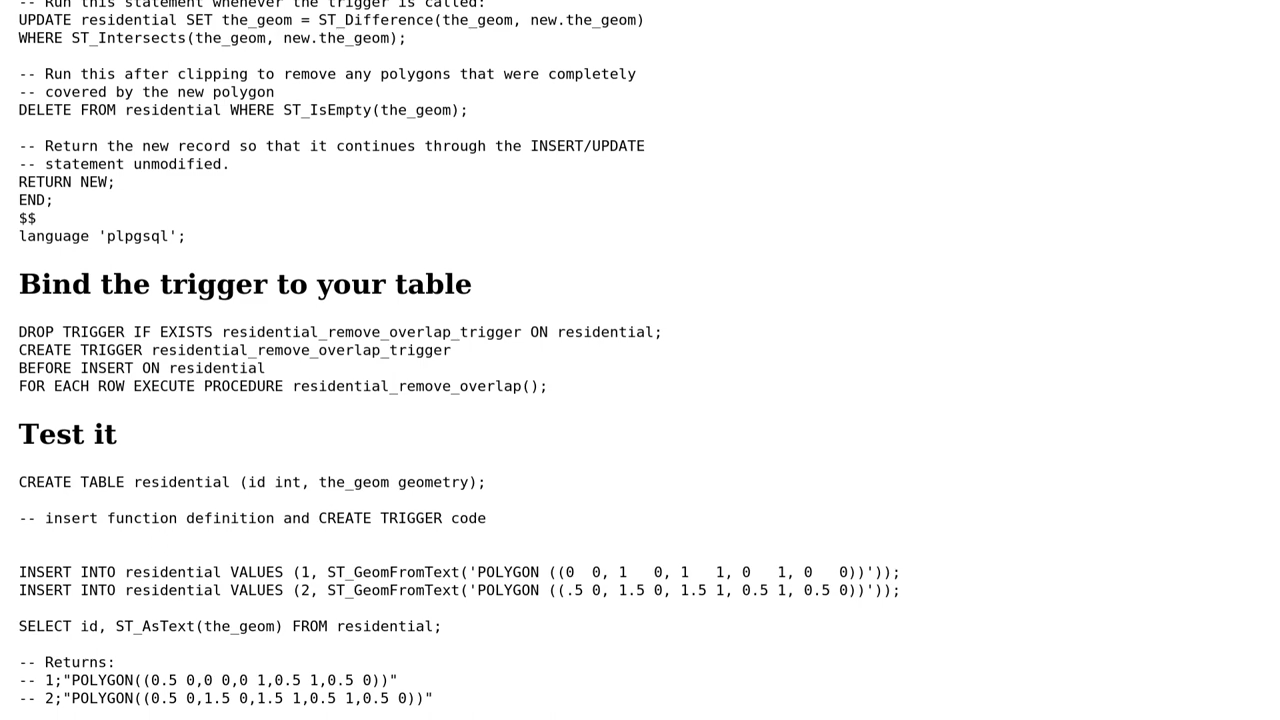 -- Run this statement whenever the trigger is called:
UPDATE residential SET the_geom = ST_Difference(the_geom, new.the_geom)
WHERE ST_Intersects(the_geom, new.the_geom);
-- Run this after clipping to remove any polygons that were completely
-- covered by the new polygon
DELETE FROM residential WHERE ST_IsEmpty(the_geom);
-- Return the new record so that it continues through the INSERT/UPDATE
-- statement unmodified.
RETURN NEW;
END;
$$
language 'plpgsql';
Bind the trigger to your table
DROP TRIGGER IF EXISTS residential_remove_overlap_trigger ON residential;
CREATE TRIGGER residential_remove_overlap_trigger
BEFORE INSERT ON residential
FOR EACH ROW EXECUTE PROCEDURE residential_remove_overlap();
Test it
CREATE TABLE residential (id int, the_geom geometry);
-- insert function definition and CREATE TRIGGER code
INSERT INTO residential VALUES (1, ST_GeomFromText('POLYGON ((0  0, 1   0, 1   1, 0   1, 0   0))'));
INSERT INTO residential VALUES (2, ST_GeomFromText('POLYGON ((.5 0, 1.5 0, 1.5 1, 0.5 1, 0.5 0))'));
SELECT id, ST_AsText(the_geom) FROM residential;
-- Returns:
-- 1;"POLYGON((0.5 0,0 0,0 1,0.5 1,0.5 0))"
-- 2;"POLYGON((0.5 0,1.5 0,1.5 1,0.5 1,0.5 0))"